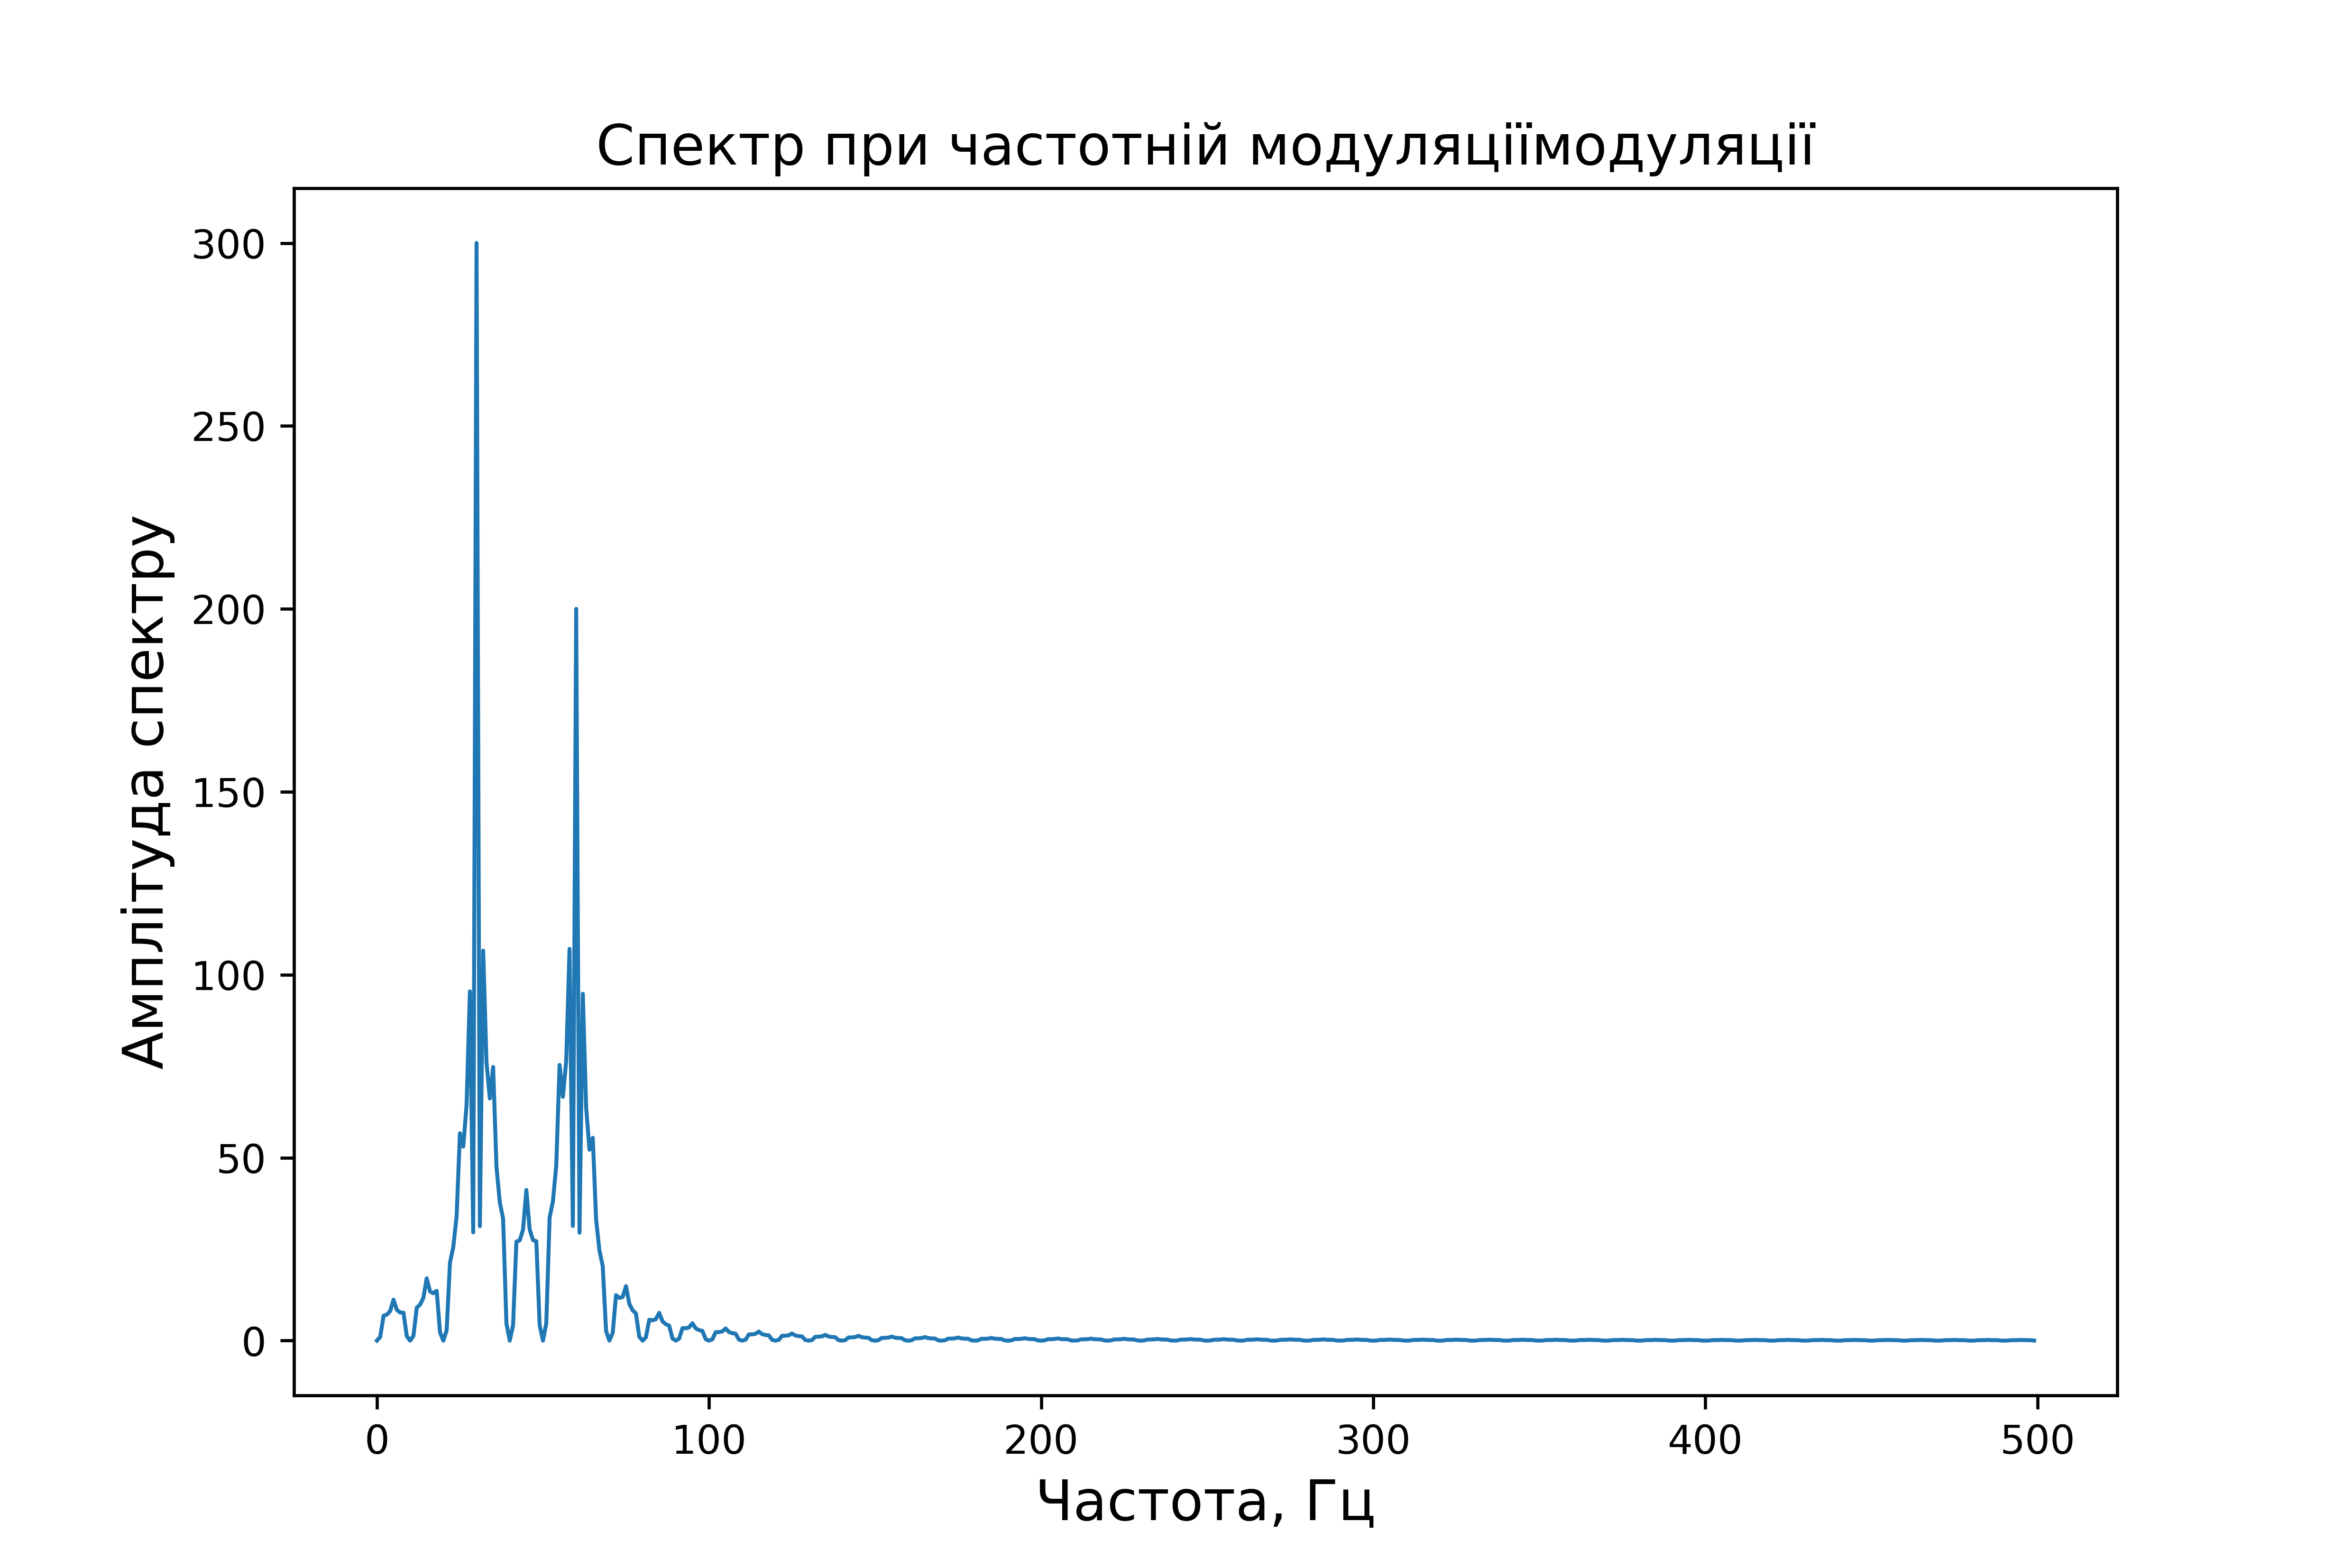 Спектр при частотній модуляціїмодуляції
300
250
200
150
100
50
0
Амплітуда спектру
0 100 200 300 400 500
Частота, Гц